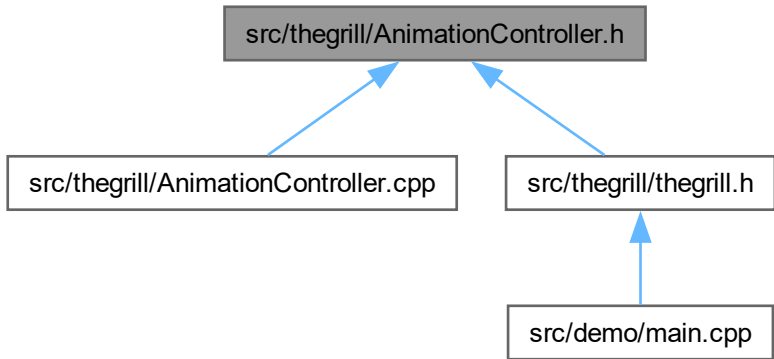 src/thegrill/AnimationController.h
src/thegrill/AnimationController.cpp
src/thegrill/thegrill.h
src/demo/main.cpp